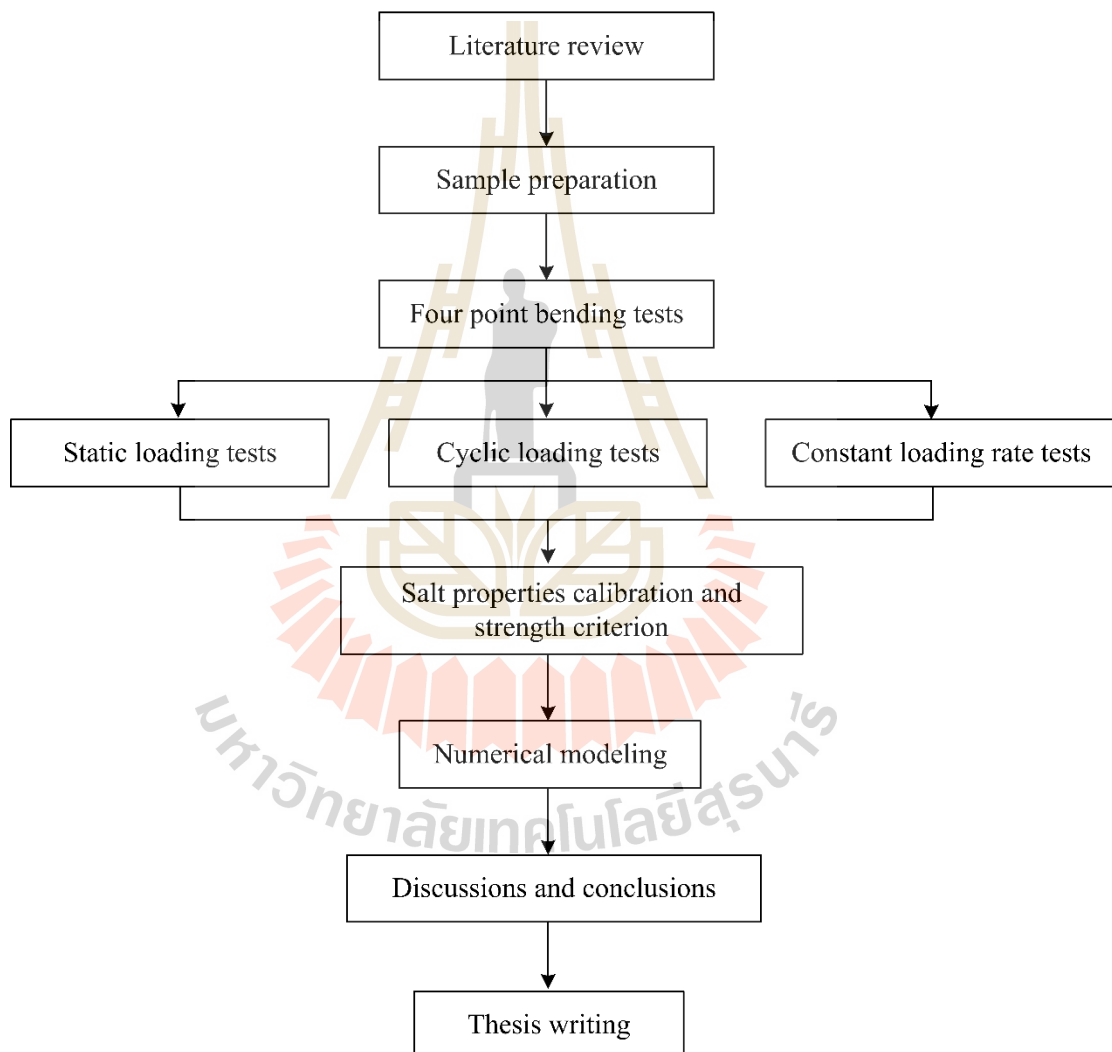 Literature review
Sample preparation
Four point bending tests
Static loading tests
Cyclic loading tests
Constant loading rate tests
Salt properties calibration and
strength criterion
Numerical modeling
มหาวิทยาลัยเทคโนโลยีสุรนารี
Discussions and conclusions
Thesis writing